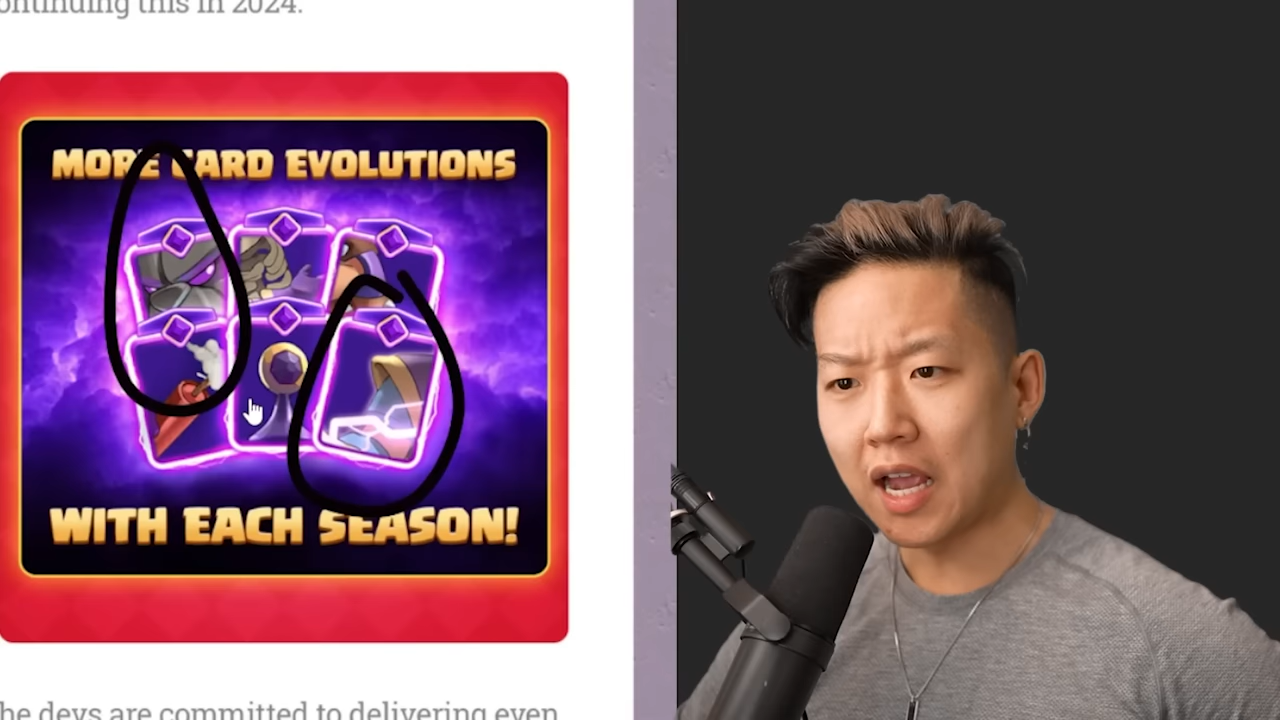 ontinuing this in 2024.
MORE CARD EVOLUTIONS
WITH EACH SEASON!
he devs are committed to delivering even